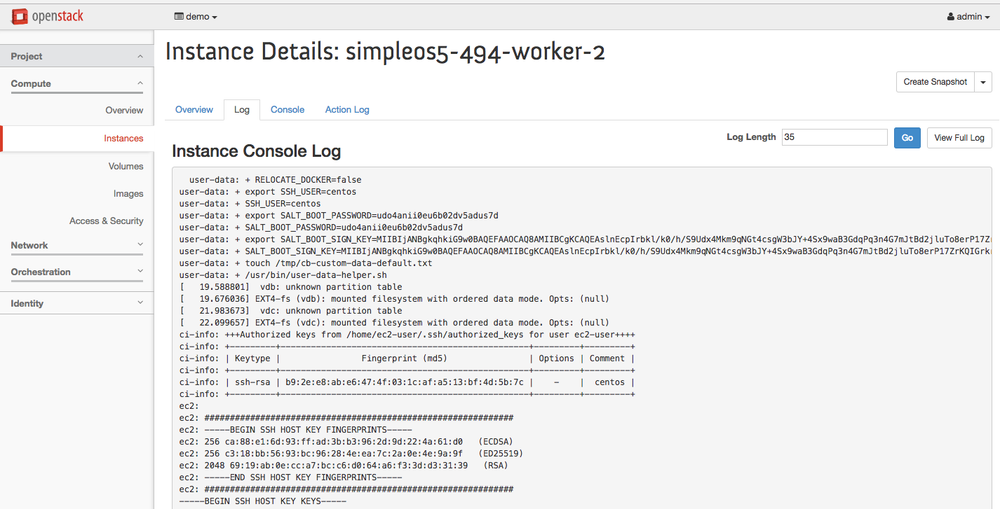 openstack
demo
admin
Project
Compute
Overview
Instances
Volumes
Images
Access & Security
Network
Orchestration
Identity
Instance Details: simpleos5-494-worker-2
Create Snapshot
Overview
Log
Console
Action Log
Log Length
35
Go
View Full Log
Instance Console Log
user-data: + RELOCATE_DOCKER=false
user-data: + export SSH_USER=centos
user-data: + SSH_USER=centos
user-data: + export SALT_BOOT_PASSWORD=udo4anii0eu6b02dv5adus7d
user-data: + SALT_BOOT_PASSWORD=udo4anii0eu6b02dv5adus7d
user-data: + export SALT_BOOT_SIGN_KEY=MIIBIjANBgkqhkiG9w0BAQEFAAOCAQ8AMIIBCgKCAQEAslnEcpIrbkl/k0/h/S9Udx4Mkm9qNGt4csgW3bJY+4Sx9waB3GdqPq3n4G7mJtBd2jluTo8erP17Zr
user-data: + SALT_BOOT_SIGN_KEY=MIIBIjANBgkqhkiG9w0BAQEFAAOCAQ8AMIIBCgKCAQEAslnEcpIrbkl/k0/h/S9Udx4Mkm9qNGt4csgW3bJY+4Sx9waB3GdqPq3n4G7mJtBd2jluTo8erP17ZrKQIGrkr
user-data: + touch /tmp/cb-custom-data-default.txt
user-data: + /usr/bin/user-data-helper.sh
[   19.588801]  vdb: unknown partition table
[   19.676036] EXT4-fs (vdb): mounted filesystem with ordered data mode. Opts: (null)
[   21.983673]  vdc: unknown partition table
[   22.099657] EXT4-fs (vdc): mounted filesystem with ordered data mode. Opts: (null)
ci-info: +++Authorized keys from /home/ec2-user/.ssh/authorized_keys for user ec2-user++++
ci-info: +---------+-------------------------------------------------+---------+---------+
ci-info: | Keytype |                Fingerprint (md5)                | Options | Comment |
ci-info: +---------+-------------------------------------------------+---------+---------+
ci-info: | ssh-rsa | b9:2e:e8:ab:e6:47:4f:03:1c:af:a5:13:bf:4d:5b:7c |    -    |  centos |
ci-info: +---------+-------------------------------------------------+---------+---------+
ec2:
ec2: #############################################################
ec2: -----BEGIN SSH HOST KEY FINGERPRINTS-----
ec2: 256 ca:88:e1:6d:93:ff:ad:3b:b3:96:2d:9d:22:4a:61:d0   (ECDSA)
ec2: 256 c3:18:bb:56:93:bc:96:28:4e:ea:7c:2a:0e:4e:9a:9f   (ED25519)
ec2: 2048 69:19:ab:0e:cc:a7:bc:c6:d0:64:a6:f3:3d:d3:31:39   (RSA)
ec2: -----END SSH HOST KEY FINGERPRINTS-----
ec2: #############################################################
-----BEGIN SSH HOST KEY KEYS-----